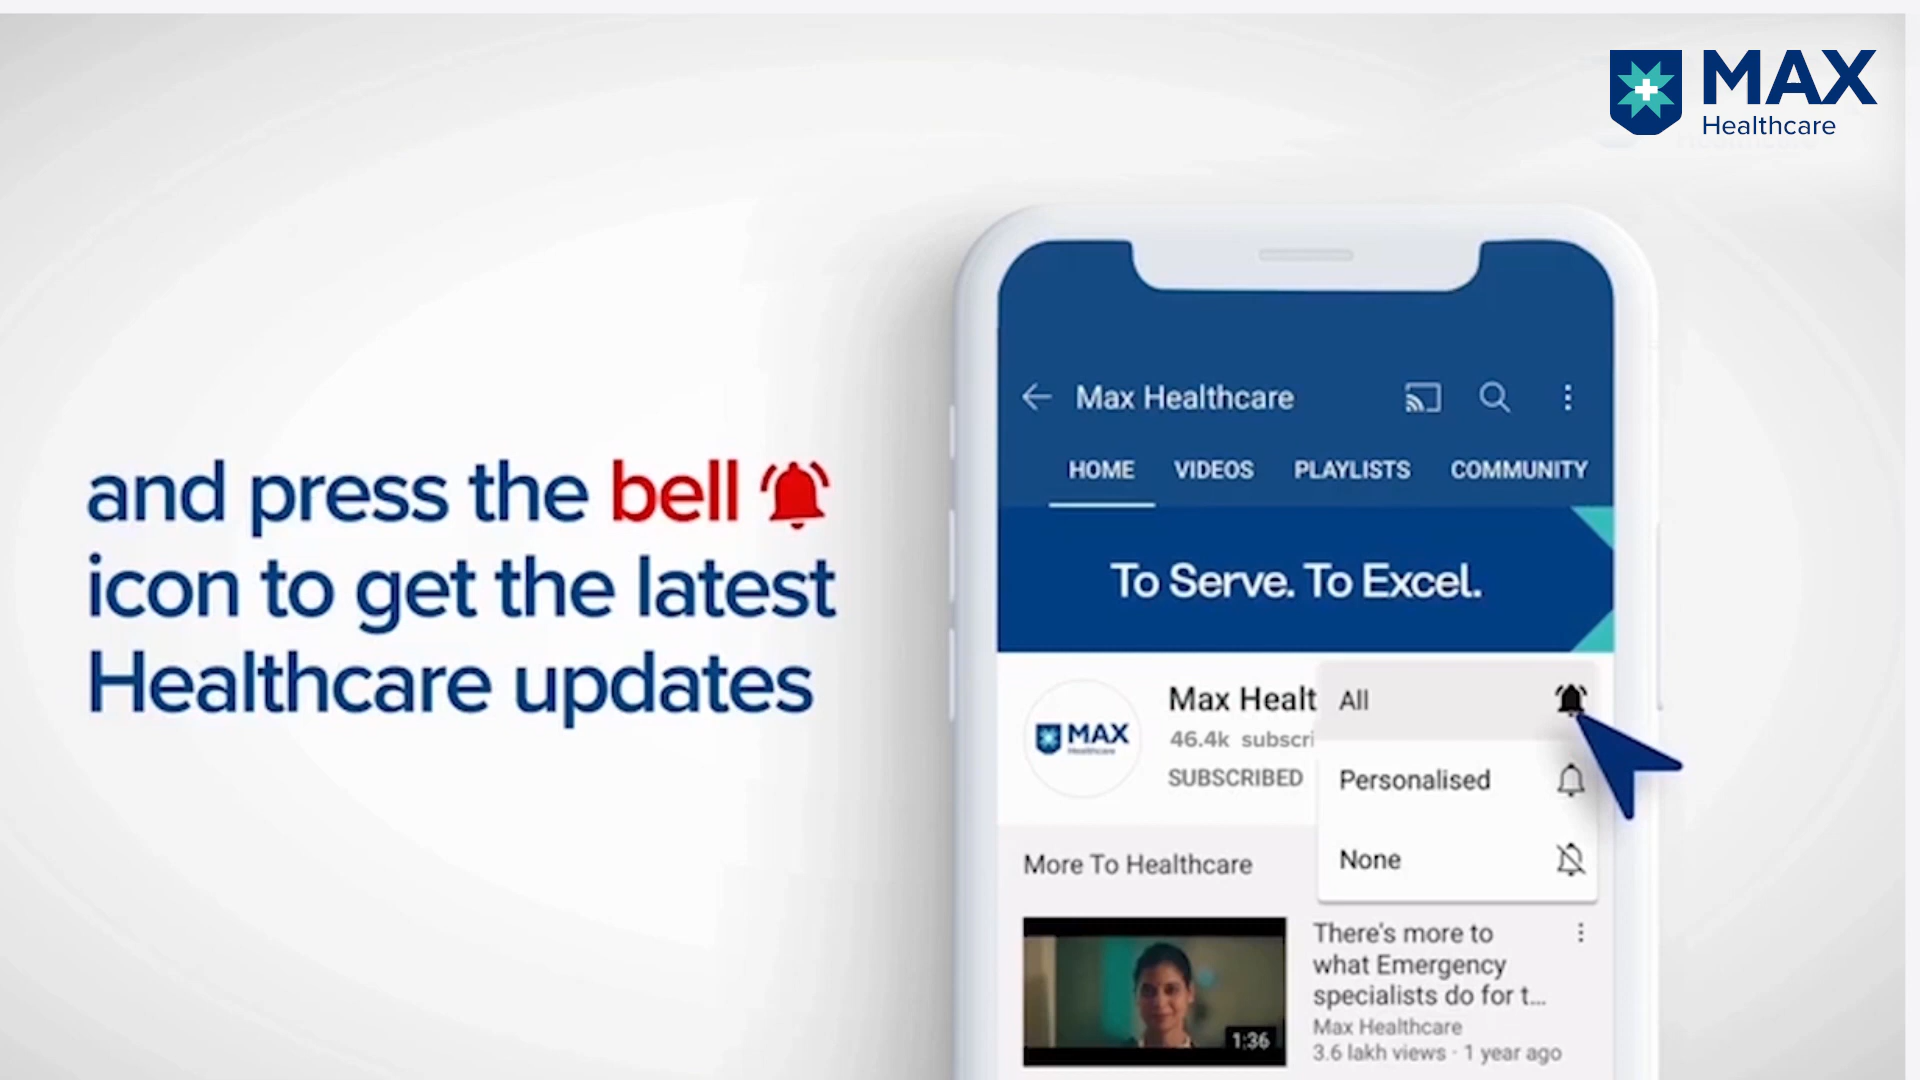 MAX
Healthcare
and press the bell
icon to get the latest
Healthcare updates
Max Healthcare
HOME VIDEOS PLAYLISTS COMMUNITY
To Serve. To Excel.
MAX
Healthcare
Max Healt
46.4k subscri
SUBSCRIBED
All
Personalised
None
More To Healthcare
1:36
There's more to
what Emergency
specialists do for t...
Max Healthcare
3.6 lakh views · 1 year ago